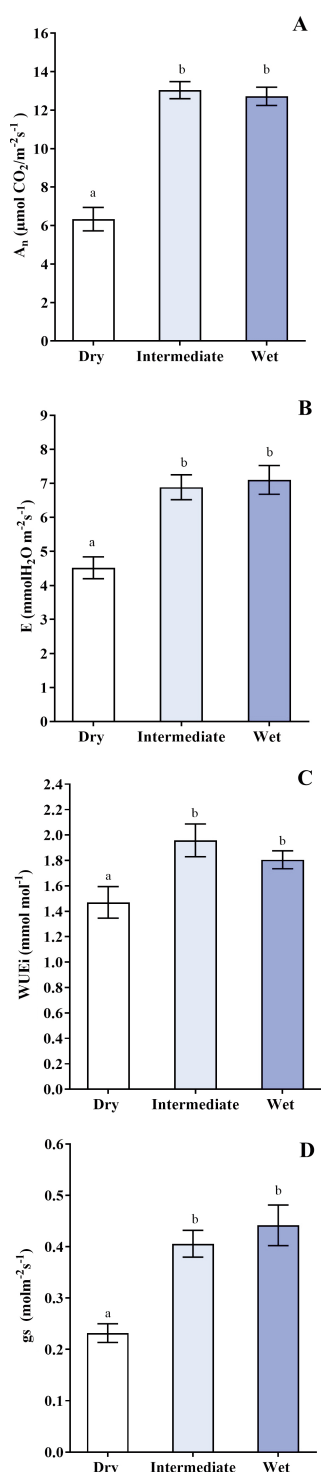 A
16
14
12
10
8
6
4
2
0
Aₙ (µmol CO₂/m⁻²s⁻¹)
a
b
b
Dry Intermediate Wet
B
9
8
7
6
5
4
3
2
1
0
E (mmolH₂O m⁻²s⁻¹)
a
b
b
Dry Intermediate Wet
C
2.4
2.2
2.0
1.8
1.6
1.4
1.2
1.0
0.8
0.6
0.4
0.2
0.0
WUEi (mmol mol⁻¹)
a
b
b
Dry Intermediate Wet
D
0.6
0.5
0.4
0.3
0.2
0.1
0.0
gs (molm⁻²s⁻¹)
a
b
b
Dry Intermediate Wet